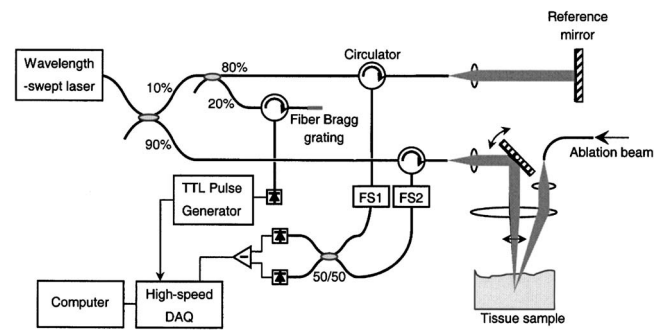 Reference
mirror
Wavelength
-swept laser
80%
Circulator
10%
20%
Fiber Bragg
grating
90%
Ablation beam
TTL Pulse
Generator
FS1
FS2
50/50
Computer
High-speed
DAQ
Tissue sample